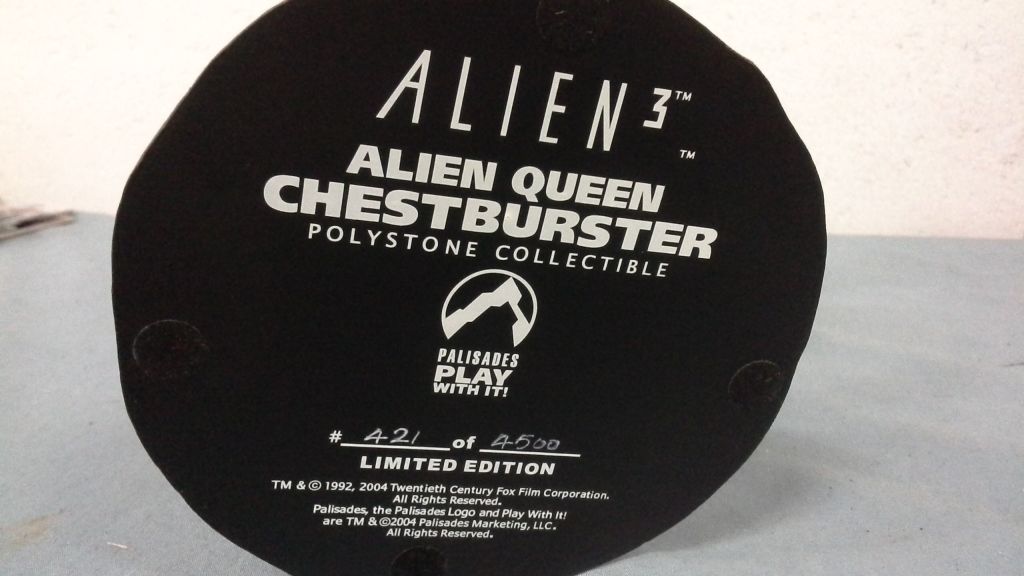 ALIEN 3™
™
ALIEN QUEEN
CHESTBURSTER
POLYSTONE COLLECTIBLE
PALISADES
PLAY
WITH IT!
# 421 of 4500
LIMITED EDITION
TM & © 1992, 2004 Twentieth Century Fox Film Corporation.
All Rights Reserved.
Palisades, the Palisades Logo and Play With It!
are TM & ©2004 Palisades Marketing, LLC.
All Rights Reserved.